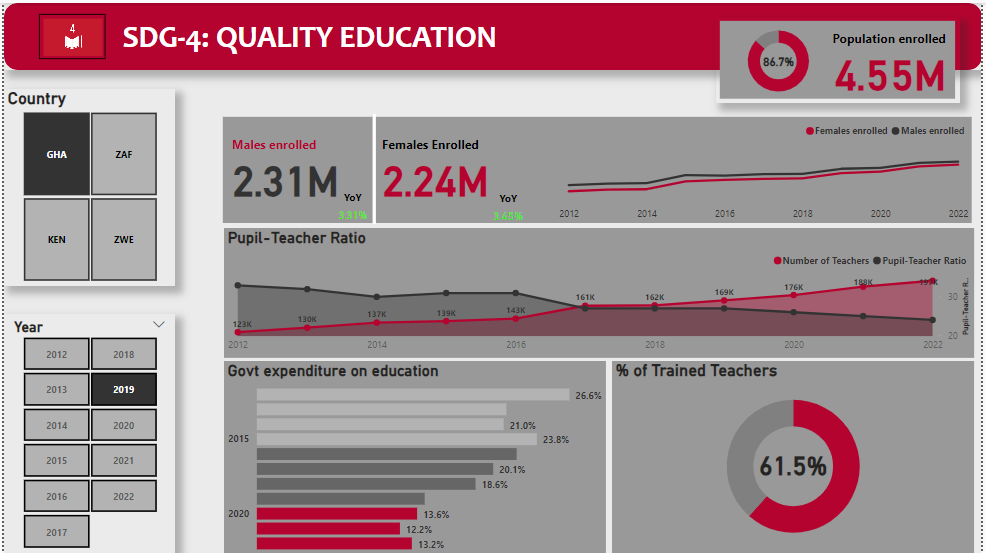 4
SDG-4: QUALITY EDUCATION
Population enrolled
86.7%
4.55M
Country
GHA
ZAF
KEN
ZWE
Males enrolled
2.31M
YoY
Females Enrolled
2.24M
YoY
Females enrolled
Males enrolled
2012
2014
2016
2018
2020
2022
Pupil-Teacher Ratio
Number of Teachers
Pupil-Teacher Ratio
123K
130K
137K
139K
143K
161K
162K
169K
176K
188K
30
20
Pupil-Teacher R...
2012
2014
2016
2018
2020
2022
Year
2012
2018
2013
2019
2014
2020
2015
2021
2016
2022
2017
Govt expenditure on education
26.6%
21.0%
2015
23.8%
20.1%
18.6%
2020
13.6%
12.2%
13.2%
% of Trained Teachers
61.5%